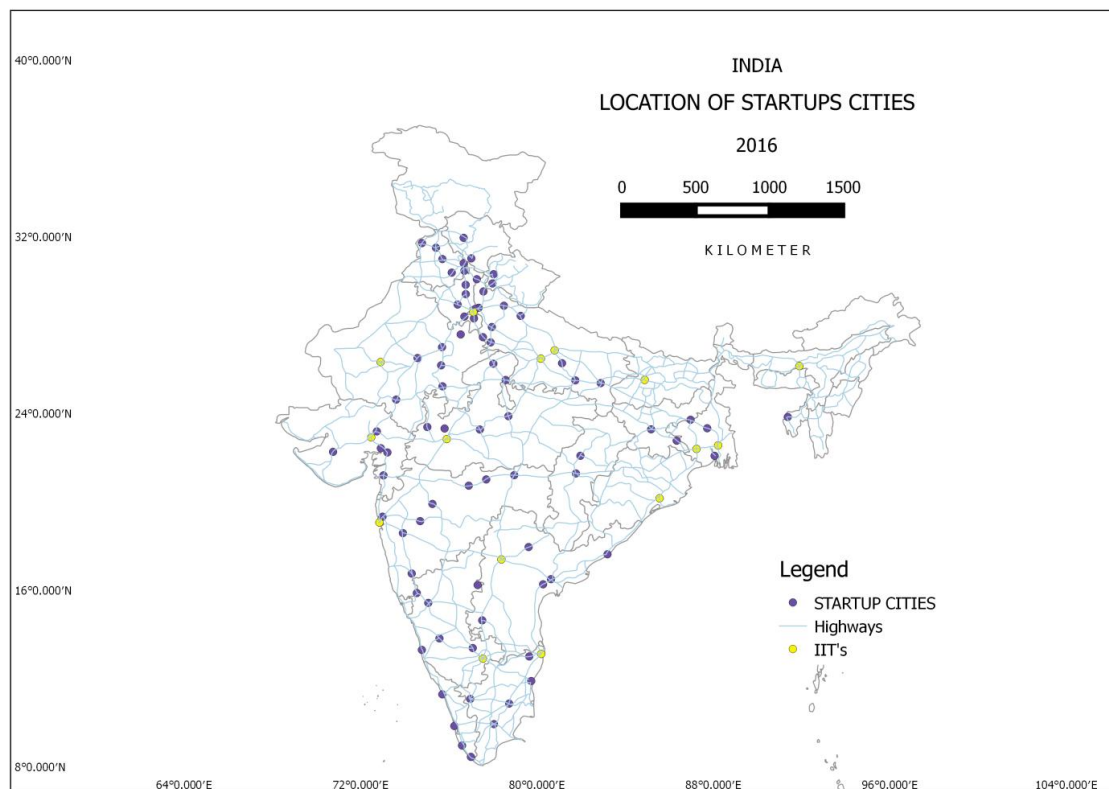 INDIA
LOCATION OF STARTUPS CITIES
2016
0 500 1000 1500
KILOMETER
40°0.000'N
32°0.000'N
24°0.000'N
16°0.000'N
8°0.000'N
Legend
STARTUP CITIES
Highways
IIT's
64°0.000'E 72°0.000'E 80°0.000'E 88°0.000'E 96°0.000'E 104°0.000'E